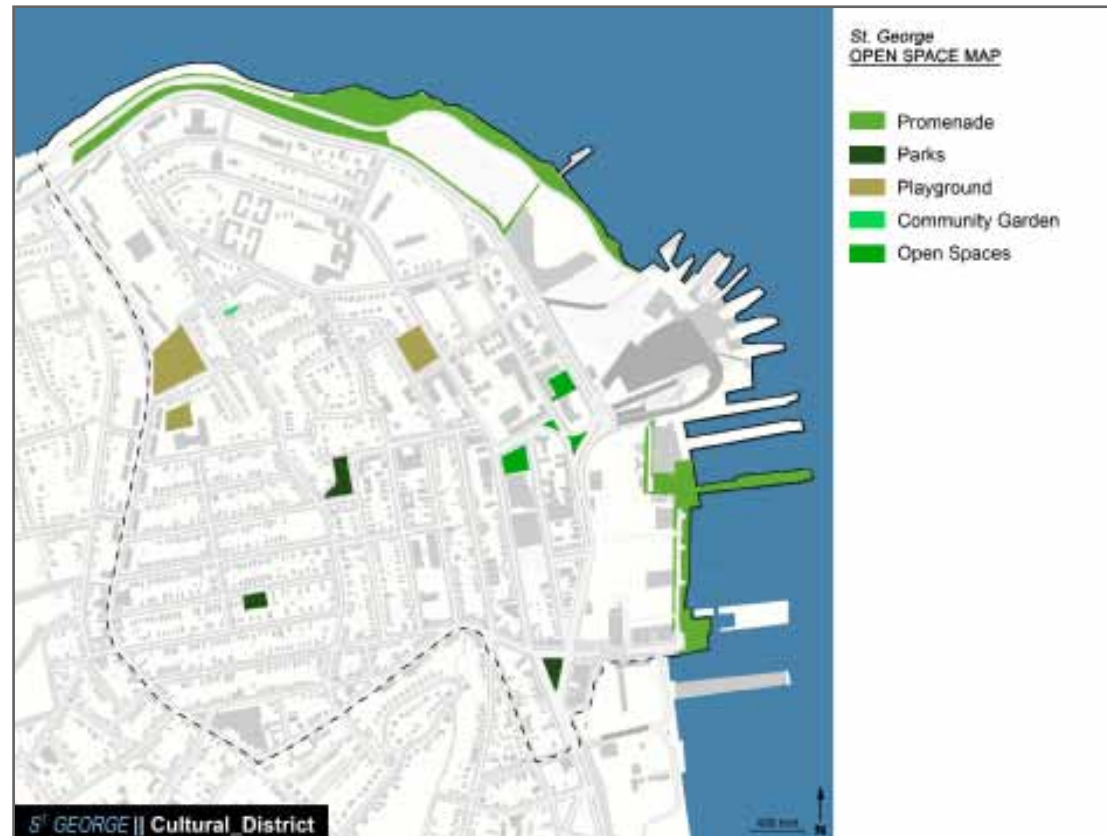 St. George
OPEN SPACE MAP
Promenade
Parks
Playground
Community Garden
Open Spaces
St GEORGE || Cultural_District
N